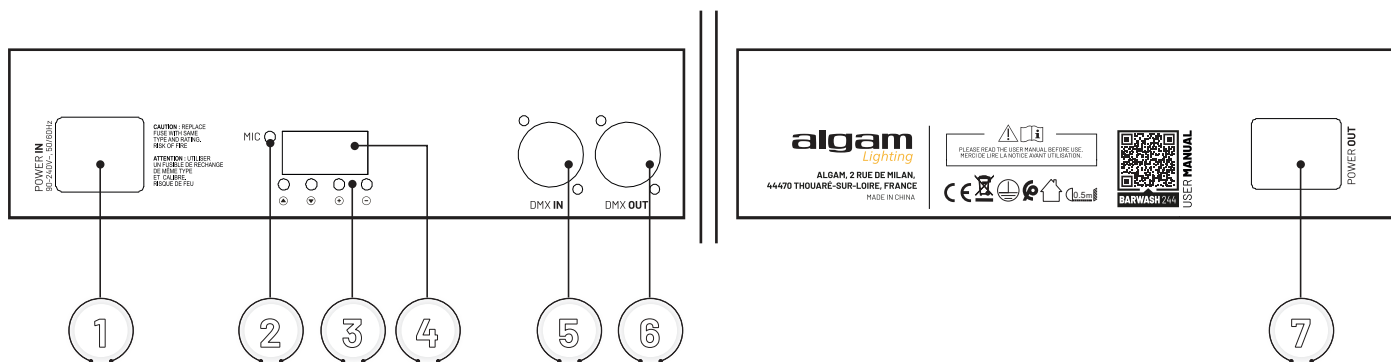 POWER IN
90-240V~, 50/60Hz
CAUTION : REPLACE
FUSE WITH SAME
TYPE AND RATING.
RISK OF FIRE
ATTENTION : UTILISER
UN FUSIBLE DE RECHANGE
DE MÊME TYPE
ET CALIBRE.
RISQUE DE FEU
MIC
DMX IN
DMX OUT
algam
Lighting
ALGAM, 2 RUE DE MILAN,
44470 THOUARÉ-SUR-LOIRE, FRANCE
MADE IN CHINA
PLEASE READ THE USER MANUAL BEFORE USE.
MERCI DE LIRE LA NOTICE AVANT UTILISATION.
CE
0.5m
BARWASH 244
USER MANUAL
POWER OUT
1
2
3
4
5
6
7